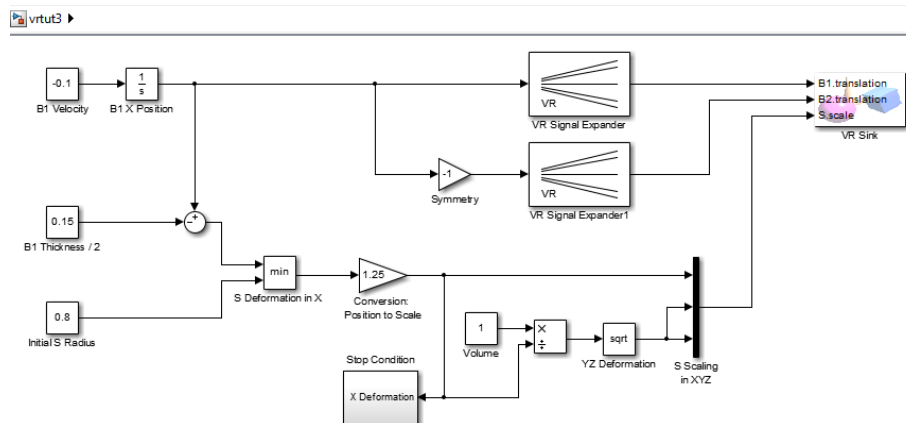 vrtut3
-0.1
B1 Velocity
1
s
B1 X Position
VR
VR Signal Expander
B1.translation
B2.translation
S.scale
VR Sink
-1
Symmetry
VR
VR Signal Expander1
0.15
B1 Thickness / 2
-
+
min
S Deformation in X
1.25
Conversion:
Position to Scale
0.8
Initial S Radius
1
Volume
×
÷
sqrt
YZ Deformation
S Scaling
in XYZ
Stop Condition
X Deformation